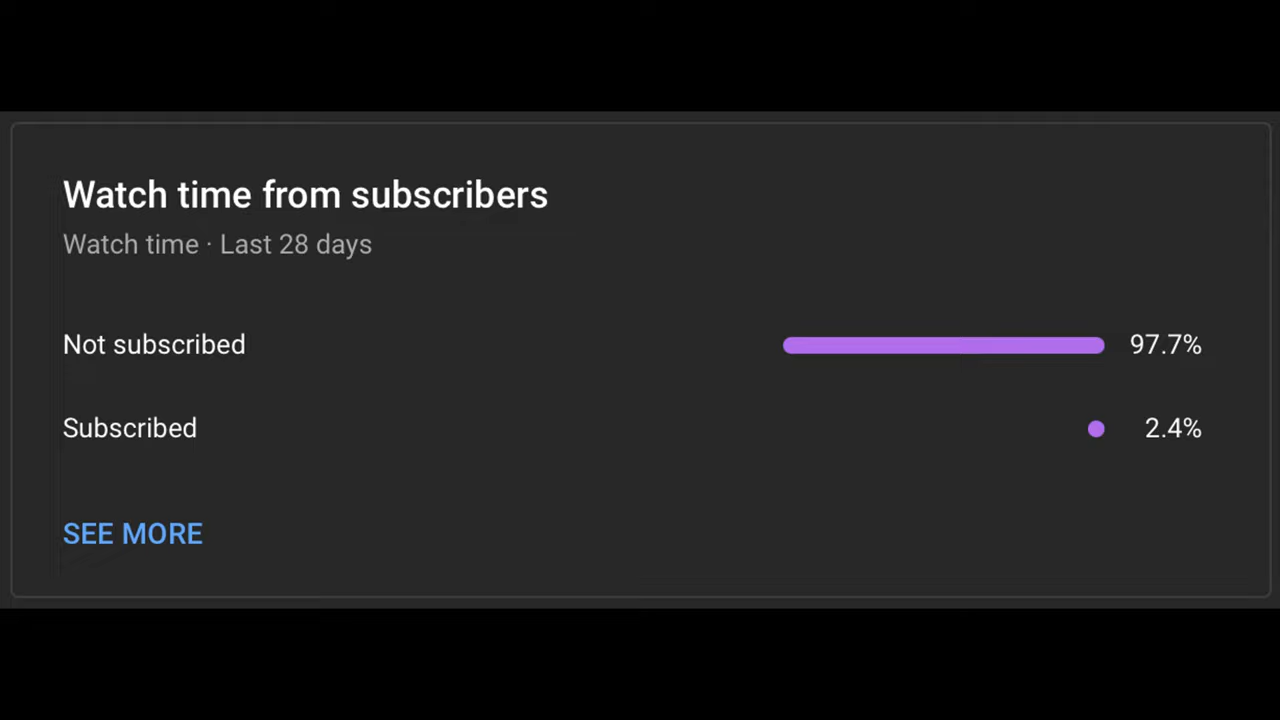 Watch time from subscribers
Watch time · Last 28 days
Not subscribed 97.7%
Subscribed 2.4%
SEE MORE